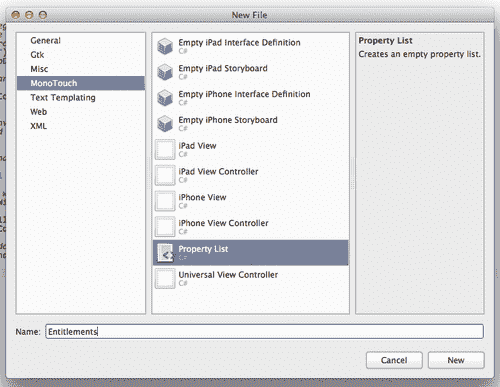 New File
General
Gtk
Misc
MonoTouch
Text Templating
Web
XML
Empty iPad Interface Definition
C#
Empty iPad Storyboard
C#
Empty iPhone Interface Definition
C#
Empty iPhone Storyboard
C#
iPad View
C#
iPad View Controller
C#
iPhone View
C#
iPhone View Controller
C#
Property List
C#
Universal View Controller
C#
Property List
Creates an empty property list.
Name: Entitlements
Cancel New